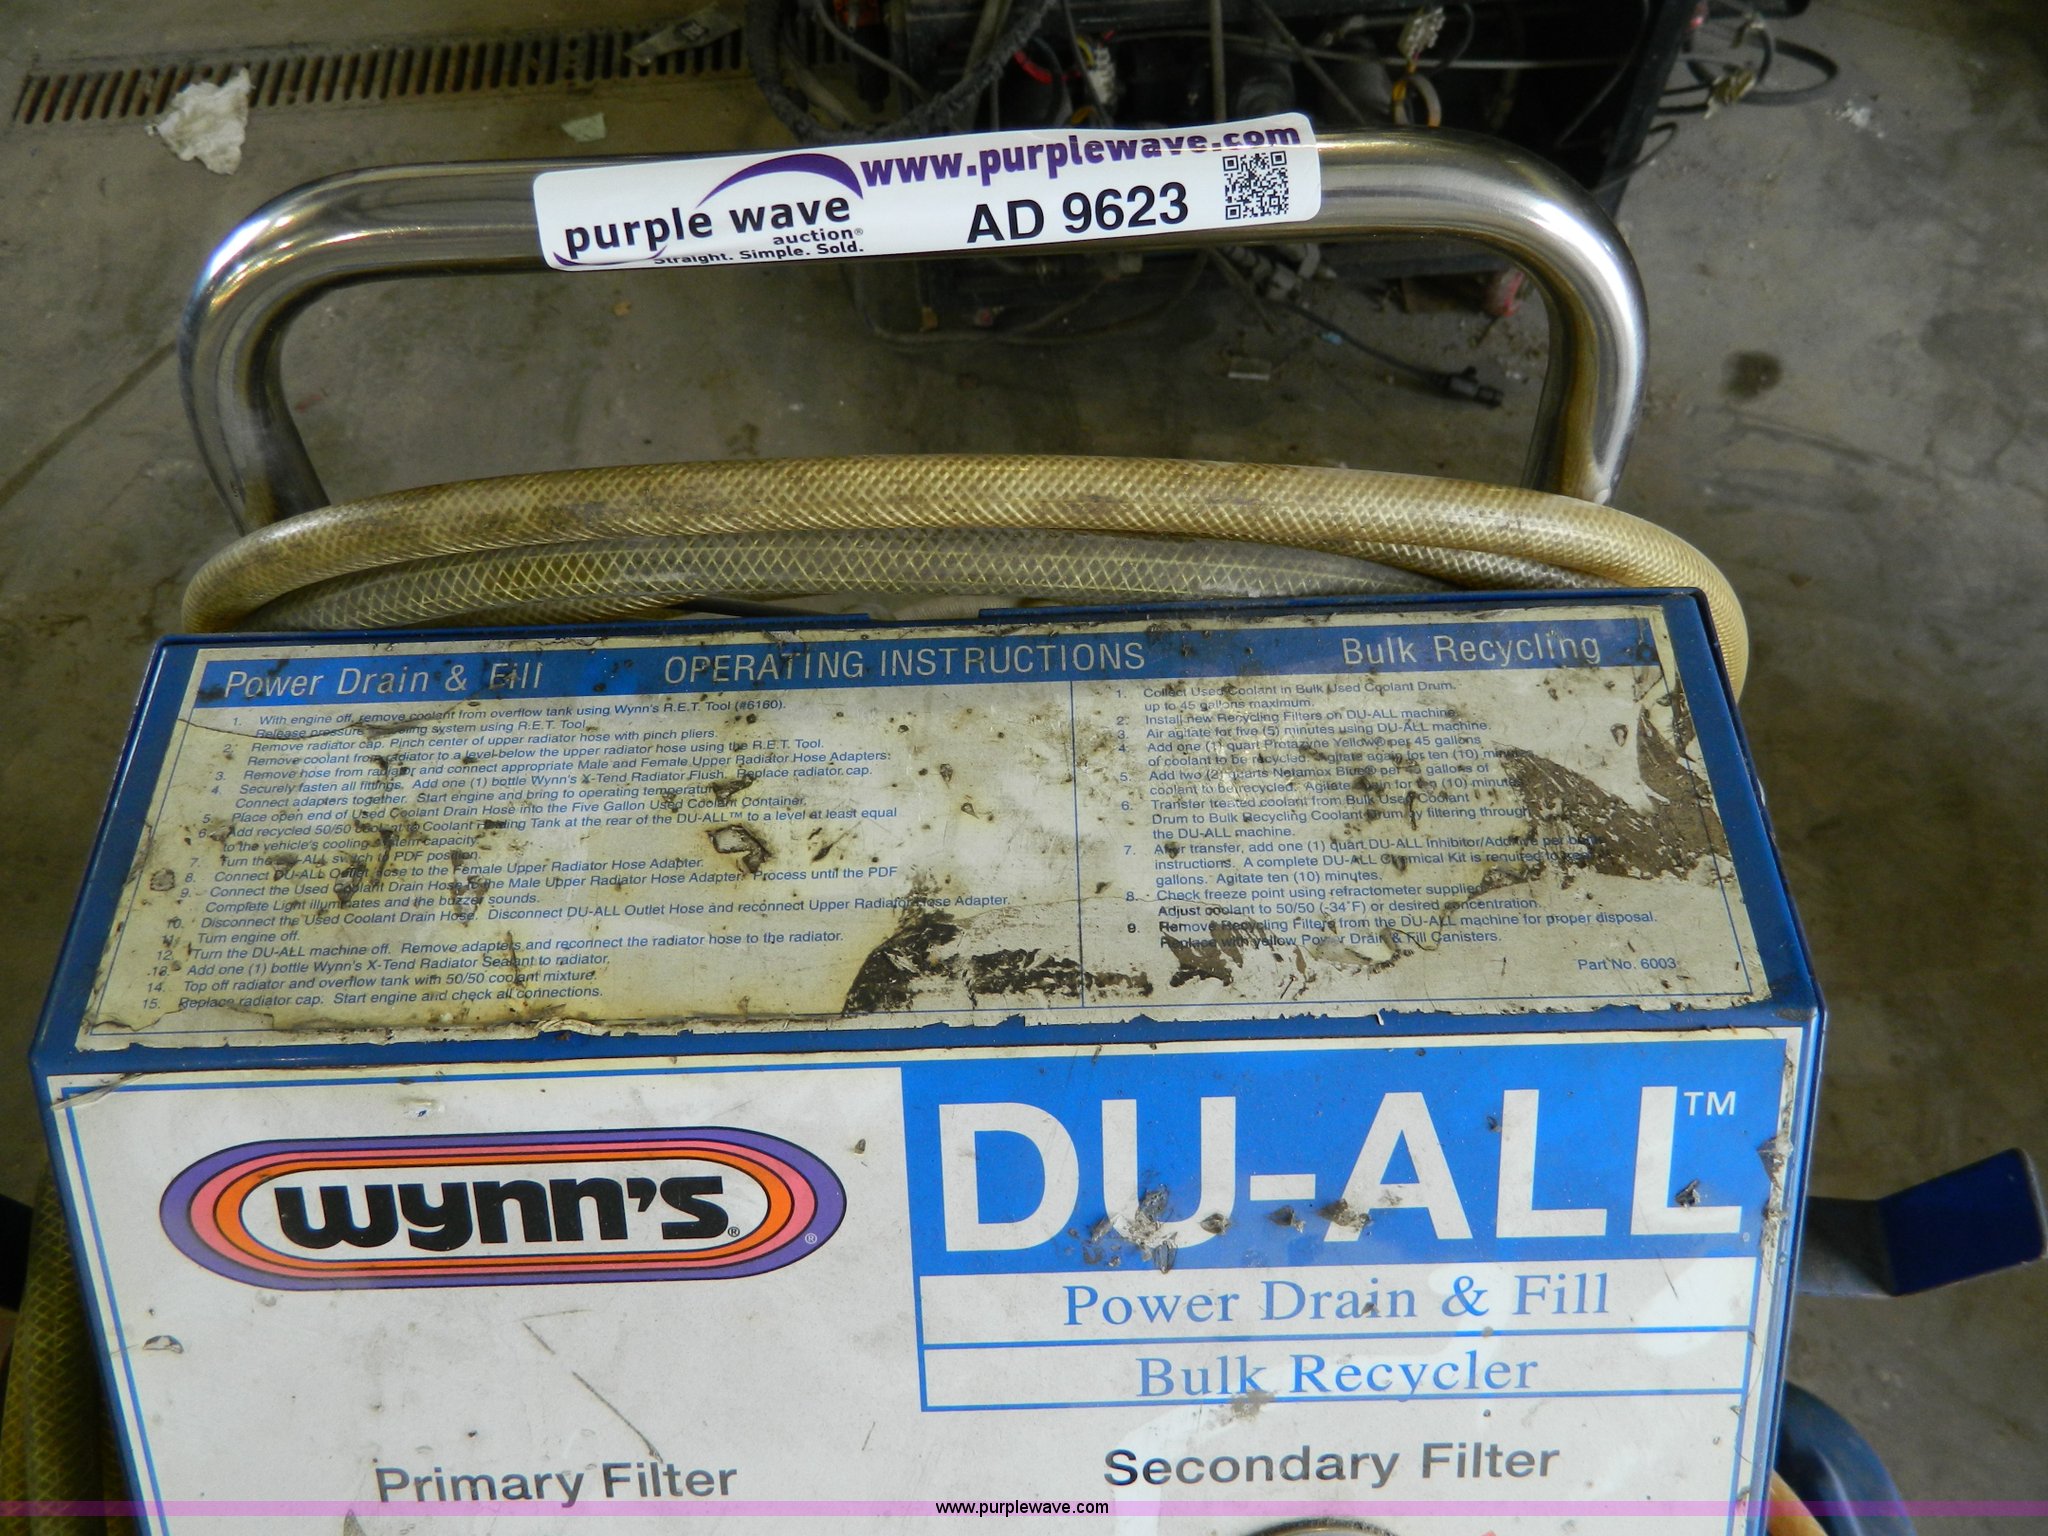 www.purplewave.com
purple wave
auction®
Straight. Simple. Sold.
AD 9623
Power Drain & Fill
OPERATING INSTRUCTIONS
Bulk Recycling
1. With engine off, remove coolant from overflow tank using Wynn's R.E.T. Tool (#6160).
Release pressure cooling system using R.E.T. Tool.
2. Remove radiator cap. Pinch center of upper radiator hose with pinch pliers.
Remove coolant from radiator to a level below the upper radiator hose using the R.E.T. Tool.
3. Remove hose from radiator and connect appropriate Male and Female Upper Radiator Hose Adapters:
4. Securely fasten all fittings. Add one (1) bottle Wynn's X-Tend Radiator Flush. Replace radiator cap.
Connect adapters together. Start engine and bring to operating temperature
5. Place open end of Used Coolant Drain Hose into the Five Gallon Used Coolant Container.
6. Add recycled 50/50 coolant to Coolant Holding Tank at the rear of the DU-ALL™ to a level at least equal
to the vehicle's cooling system capacity.
7. Turn the DU-ALL switch to PDF position.
8. Connect DU-ALL Outlet Hose to the Female Upper Radiator Hose Adapter.
9. Connect the Used Coolant Drain Hose to the Male Upper Radiator Hose Adapter. Process until the PDF
Complete Light illuminates and the buzzer sounds.
10. Disconnect the Used Coolant Drain Hose. Disconnect DU-ALL Outlet Hose and reconnect Upper Radiator Hose Adapter.
11. Turn engine off.
12. Turn the DU-ALL machine off. Remove adapters and reconnect the radiator hose to the radiator.
13. Add one (1) bottle Wynn's X-Tend Radiator Sealant to radiator.
14. Top off radiator and overflow tank with 50/50 coolant mixture.
15. Replace radiator cap. Start engine and check all connections.
1. Collect Used Coolant in Bulk Used Coolant Drum.
up to 45 gallons maximum.
2. Install new Recycling Filters on DU-ALL machine.
3. Air agitate for five (5) minutes using DU-ALL machine.
4. Add one (1) quart Protazyne Yellow® per 45 gallons
of coolant to be recycled. Agitate again for ten (10) minutes
5. Add two (2) quarts Notamox Blue® per 45 gallons of
coolant to be recycled. Agitate again for ten (10) minutes
6. Transfer treated coolant from Bulk Used Coolant
Drum to Bulk Recycling Coolant Drum by filtering through
the DU-ALL machine.
7. After transfer, add one (1) quart DU-ALL Inhibitor/Additive per
instructions. A complete DU-ALL Chemical Kit is required to
gallons. Agitate ten (10) minutes.
8. Check freeze point using refractometer supplied
Adjust coolant to 50/50 (-34°F) or desired concentration.
9. Remove Recycling Filters from the DU-ALL machine for proper disposal.
Replace with yellow Power Drain & Fill Canisters.
Part No. 6003
wynn's®
®
DU-ALL™
Power Drain & Fill
Bulk Recycler
Primary Filter
Secondary Filter
www.purplewave.com